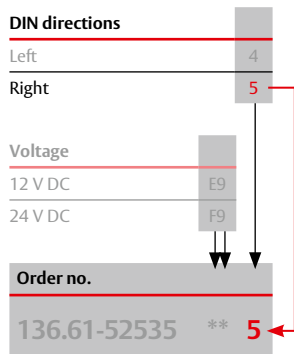 DIN directions
Left 4
Right 5
Voltage
12 V DC E9
24 V DC F9
Order no.
136.61-52535 ** 5